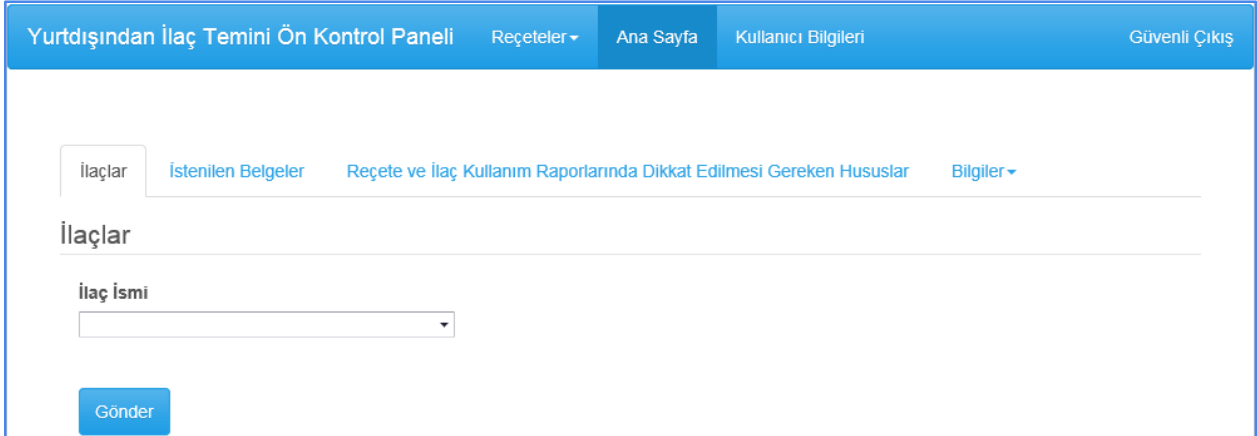 Yurtdışından İlaç Temini Ön Kontrol Paneli Reçeteler Ana Sayfa Kullanıcı Bilgileri Güvenli Çıkış
İlaçlar İstenilen Belgeler Reçete ve İlaç Kullanım Raporlarında Dikkat Edilmesi Gereken Hususlar Bilgiler
İlaçlar
İlaç İsmi
Gönder